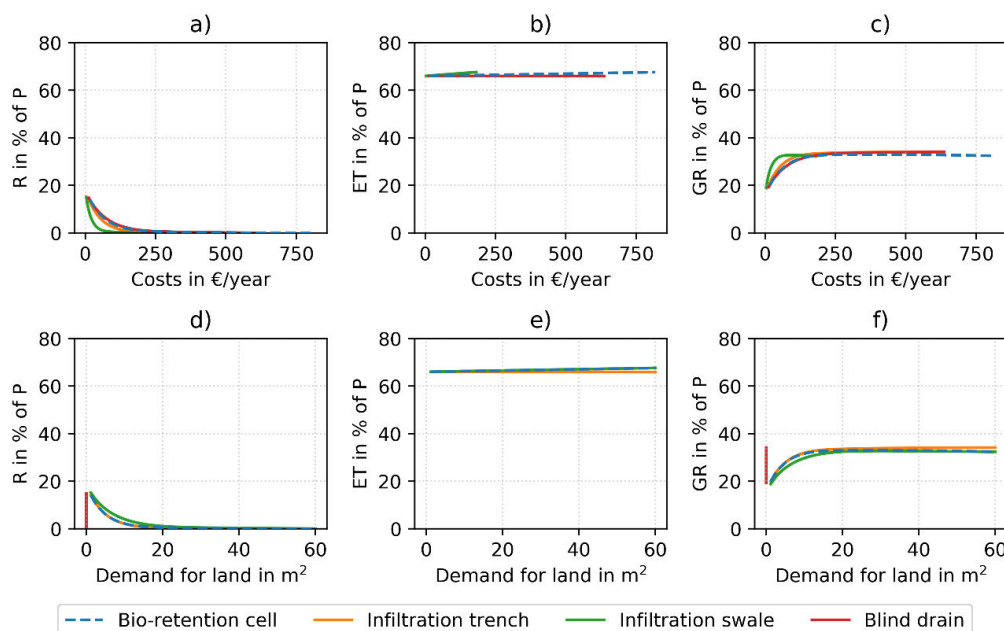 a)
b)
c)
R in % of P
80
60
40
20
0
0 250 500 750
Costs in €/year
ET in % of P
80
60
40
20
0
0 250 500 750
Costs in €/year
GR in % of P
80
60
40
20
0
0 250 500 750
Costs in €/year
d)
e)
f)
R in % of P
80
60
40
20
0
0 20 40 60
Demand for land in m²
ET in % of P
80
60
40
20
0
0 20 40 60
Demand for land in m²
GR in % of P
80
60
40
20
0
0 20 40 60
Demand for land in m²
Bio-retention cell Infiltration trench Infiltration swale Blind drain